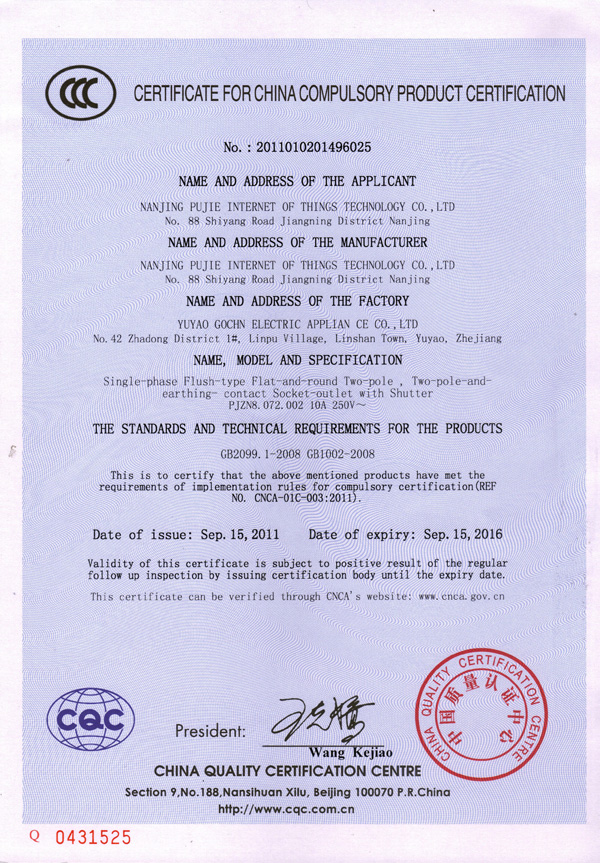 CCC
CERTIFICATE FOR CHINA COMPULSORY PRODUCT CERTIFICATION
No. : 2011010201496025
NAME AND ADDRESS OF THE APPLICANT
NANJING PUJIE INTERNET OF THINGS TECHNOLOGY CO.,LTD
No. 88 Shiyang Road Jiangning District Nanjing
NAME AND ADDRESS OF THE MANUFACTURER
NANJING PUJIE INTERNET OF THINGS TECHNOLOGY CO.,LTD
No. 88 Shiyang Road Jiangning District Nanjing
NAME AND ADDRESS OF THE FACTORY
YUYAO GOCHN ELECTRIC APPLIAN CE CO.,LTD
No.42 Zhadong District 1#, Linpu Village, Linshan Town, Yuyao, Zhejiang
NAME, MODEL AND SPECIFICATION
Single-phase Flush-type Flat-and-round Two-pole , Two-pole-and-
earthing- contact Socket-outlet with Shutter
PJZN8.072.002 10A 250V～
THE STANDARDS AND TECHNICAL REQUIREMENTS FOR THE PRODUCTS
GB2099.1-2008 GB1002-2008
This is to certify that the above mentioned products have met the
requirements of implementation rules for compulsory certification(REF
NO. CNCA-01C-003:2011).
Date of issue: Sep.15,2011 Date of expiry: Sep.15,2016
Validity of this certificate is subject to positive result of the regular
follow up inspection by issuing certification body until the expiry date.
This certificate can be verified through CNCA's website: www.cnca.gov.cn
CQC
President:
王克娇
Wang Kejiao
CHINA QUALITY CERTIFICATION CENTRE
中国质量认证中心
CHINA QUALITY CERTIFICATION CENTRE
Section 9,No.188,Nansihuan Xilu, Beijing 100070 P.R.China
http://www.cqc.com.cn
Q 0431525